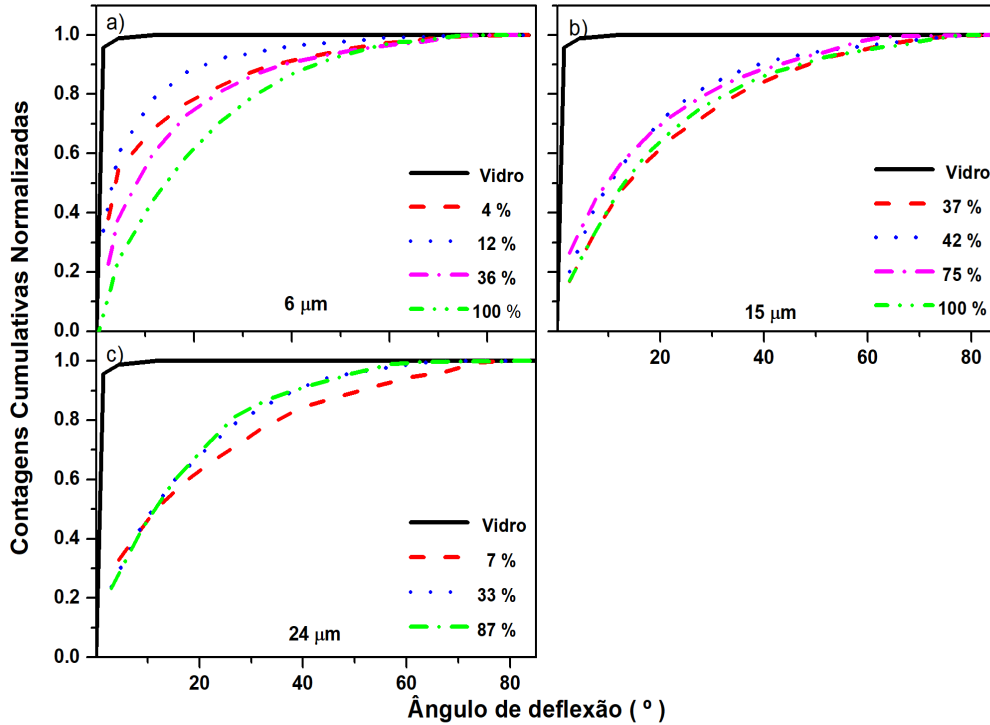 Contagens Cumulativas Normalizadas
a)
1.0
0.8
0.6
0.4
0.2
0.0
Vidro
4 %
12 %
36 %
100 %
6 µm
b)
Vidro
37 %
42 %
75 %
100 %
15 µm
20
40
60
80
c)
1.0
0.8
0.6
0.4
0.2
0.0
Vidro
7 %
33 %
87 %
24 µm
20
40
60
80
Ângulo de deflexão ( º )